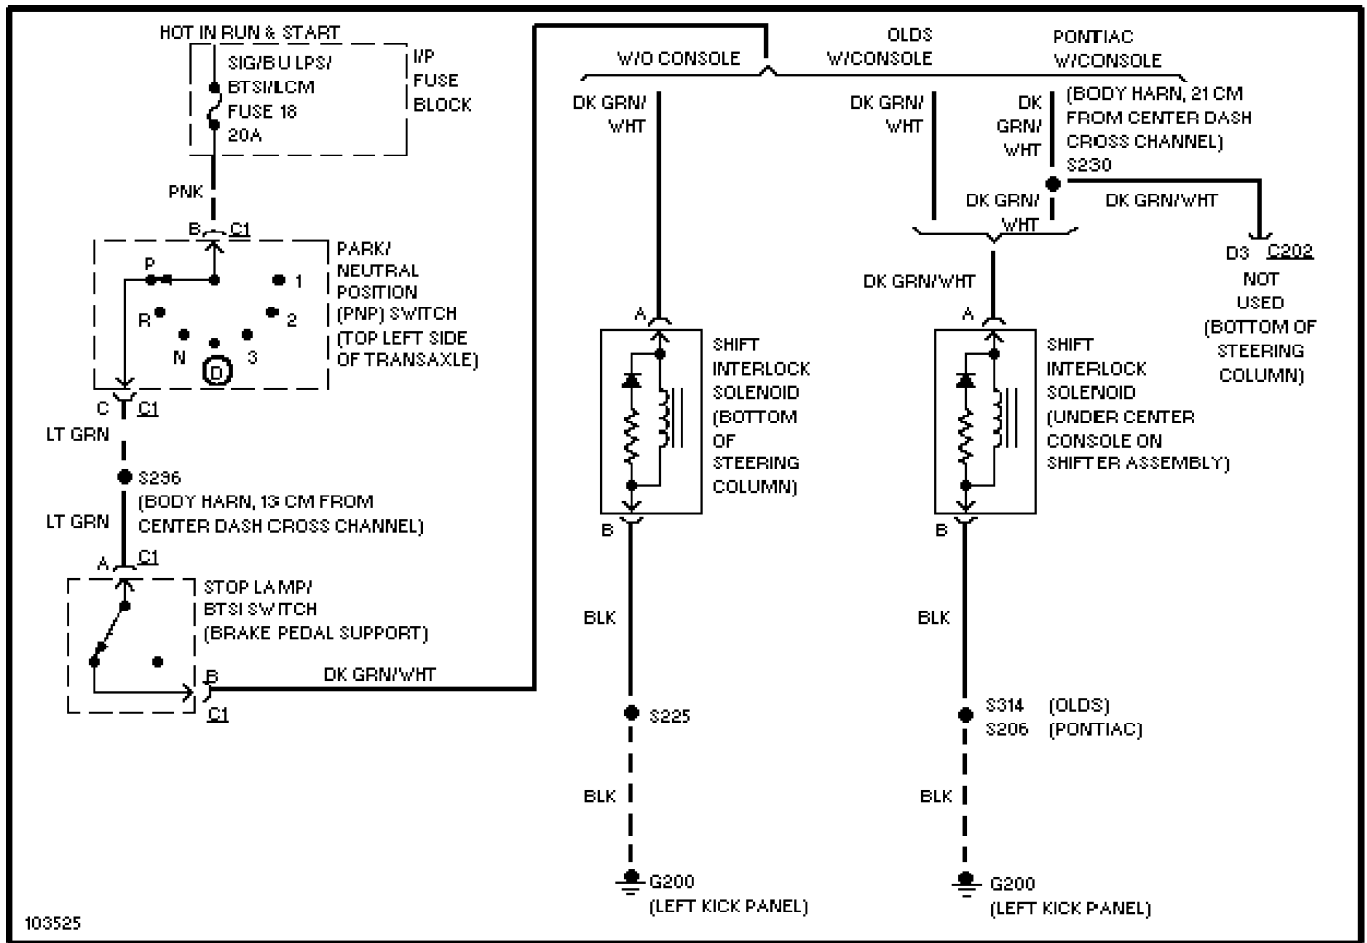 HOT IN RUN & START
SIG/BU LPS/
BTSI/LCM
FUSE 18
20A
I/P
FUSE
BLOCK
PNK
B C1
PARK/
NEUTRAL
POSITION
(PNP) SWITCH
(TOP LEFT SIDE
OF TRANSAXLE)
P
R
N
D
3
2
1
C C1
LT GRN
S296
(BODY HARN, 13 CM FROM
CENTER DASH CROSS CHANNEL)
LT GRN
A C1
STOP LAMP/
BTSI SWITCH
(BRAKE PEDAL SUPPORT)
B
C1
DK GRN/WHT
W/O CONSOLE
OLDS
W/CONSOLE
PONTIAC
W/CONSOLE
DK GRN/
WHT
DK GRN/
WHT
DK
GRN/
WHT
(BODY HARN, 21 CM
FROM CENTER DASH
CROSS CHANNEL)
S230
DK GRN/
WHT
DK GRN/WHT
D3 C202
NOT
USED
(BOTTOM OF
STEERING
COLUMN)
DK GRN/WHT
A
SHIFT
INTERLOCK
SOLENOID
(BOTTOM
OF
STEERING
COLUMN)
B
A
SHIFT
INTERLOCK
SOLENOID
(UNDER CENTER
CONSOLE ON
SHIFTER ASSEMBLY)
B
BLK
S225
BLK
G200
(LEFT KICK PANEL)
BLK
S314 (OLDS)
S206 (PONTIAC)
BLK
G200
(LEFT KICK PANEL)
103525